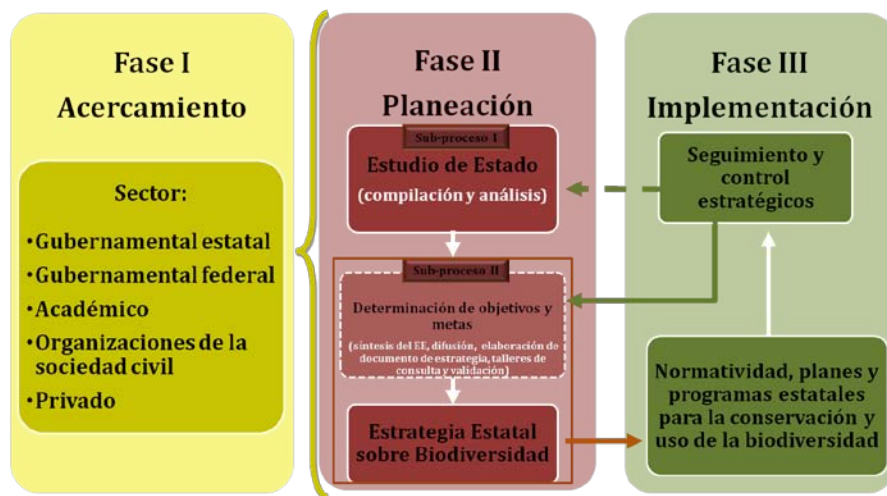 Fase I
Acercamiento
Sector:
•Gubernamental estatal
•Gubernamental federal
•Académico
•Organizaciones de la
sociedad civil
•Privado
Fase II
Planeación
Sub-proceso I
Estudio de Estado
(compilación y análisis)
Sub-proceso II
Determinación de objetivos y
metas
(síntesis del EE, difusión, elaboración de
documento de estrategia, talleres de
consulta y validación)
Estrategia Estatal
sobre Biodiversidad
Fase III
Implementación
Seguimiento y
control
estratégicos
Normatividad, planes y
programas estatales
para la conservación y
uso de la biodiversidad